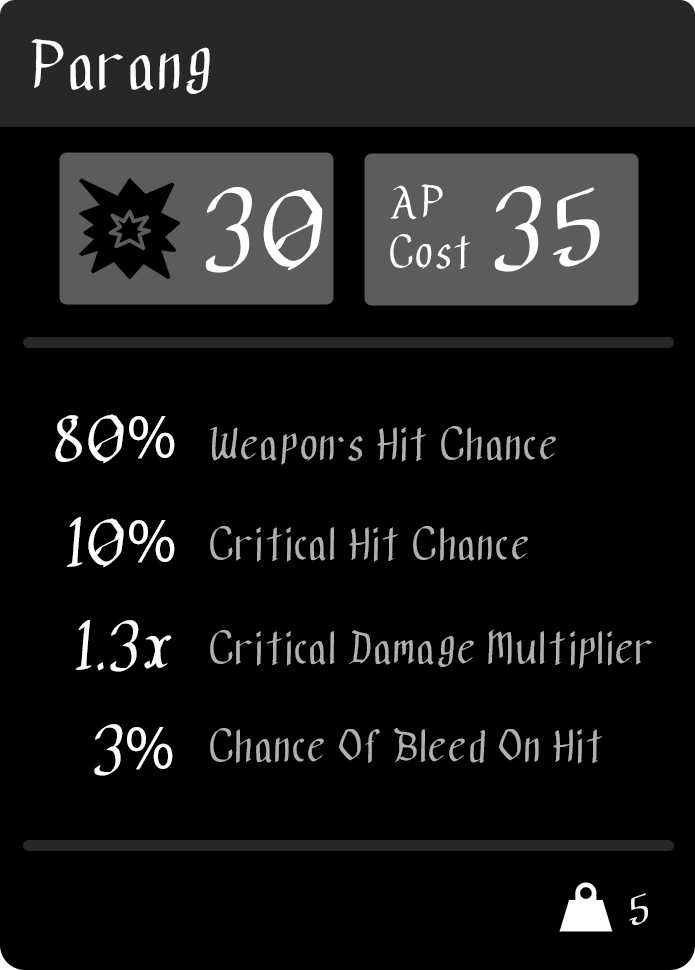 Parang
30
AP
Cost
35
80% Weapon's Hit Chance
10% Critical Hit Chance
1.3x Critical Damage Multiplier
3% Chance Of Bleed On Hit
5